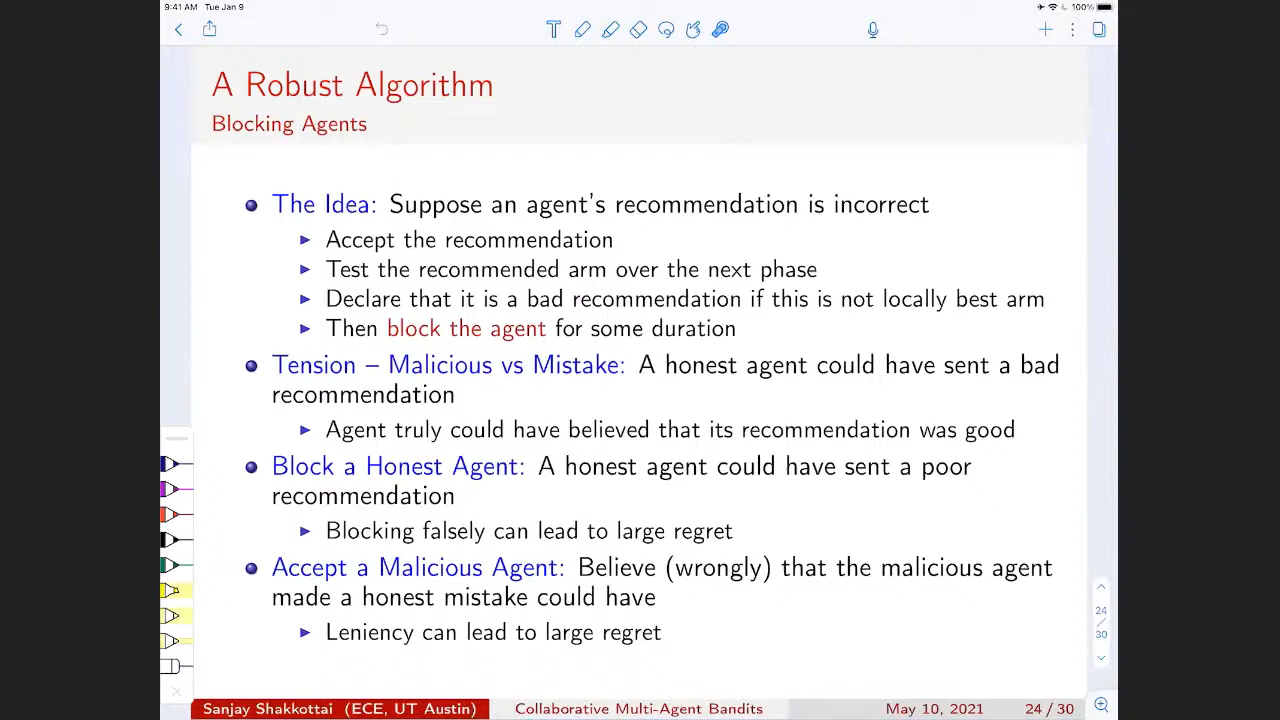 9:41 AM Tue Jan 9
100%
A Robust Algorithm
Blocking Agents
The Idea: Suppose an agent's recommendation is incorrect
Accept the recommendation
Test the recommended arm over the next phase
Declare that it is a bad recommendation if this is not locally best arm
Then block the agent for some duration
Tension – Malicious vs Mistake: A honest agent could have sent a bad
recommendation
Agent truly could have believed that its recommendation was good
Block a Honest Agent: A honest agent could have sent a poor
recommendation
Blocking falsely can lead to large regret
Accept a Malicious Agent: Believe (wrongly) that the malicious agent
made a honest mistake could have
Leniency can lead to large regret
24
/
30
Sanjay Shakkottai (ECE, UT Austin) Collaborative Multi-Agent Bandits May 10, 2021 24 / 30